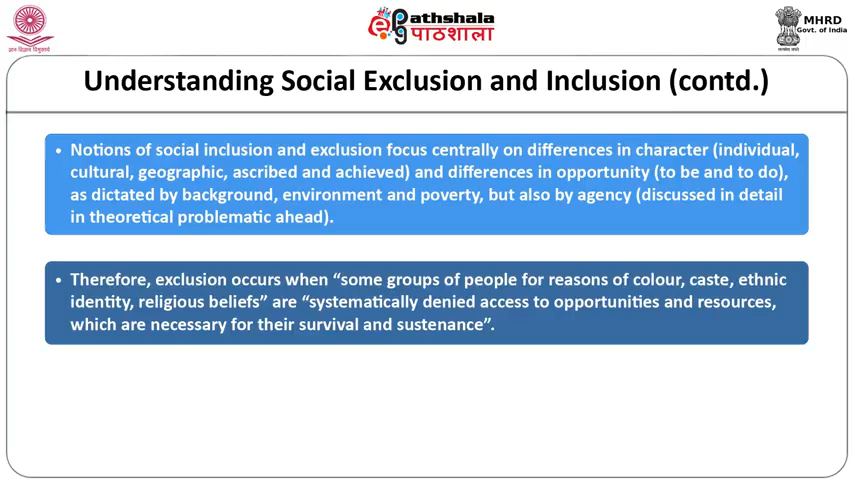 ePathshala
पाठशाला
MHRD
Govt. of India
Understanding Social Exclusion and Inclusion (contd.)
• Notions of social inclusion and exclusion focus centrally on differences in character (individual,
cultural, geographic, ascribed and achieved) and differences in opportunity (to be and to do),
as dictated by background, environment and poverty, but also by agency (discussed in detail
in theoretical problematic ahead).
• Therefore, exclusion occurs when “some groups of people for reasons of colour, caste, ethnic
identity, religious beliefs” are “systematically denied access to opportunities and resources,
which are necessary for their survival and sustenance”.